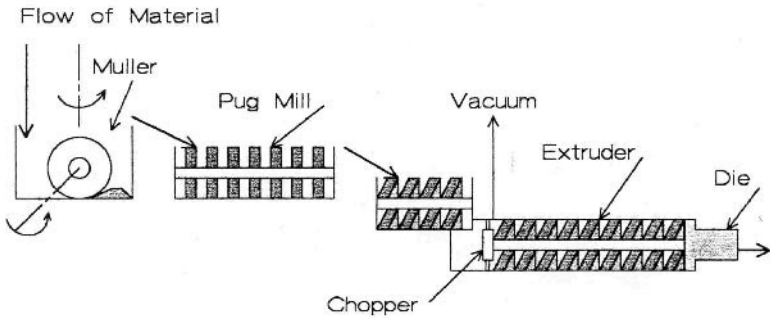 Flow of Material
Muller
Pug Mill
Vacuum
Extruder
Die
Chopper